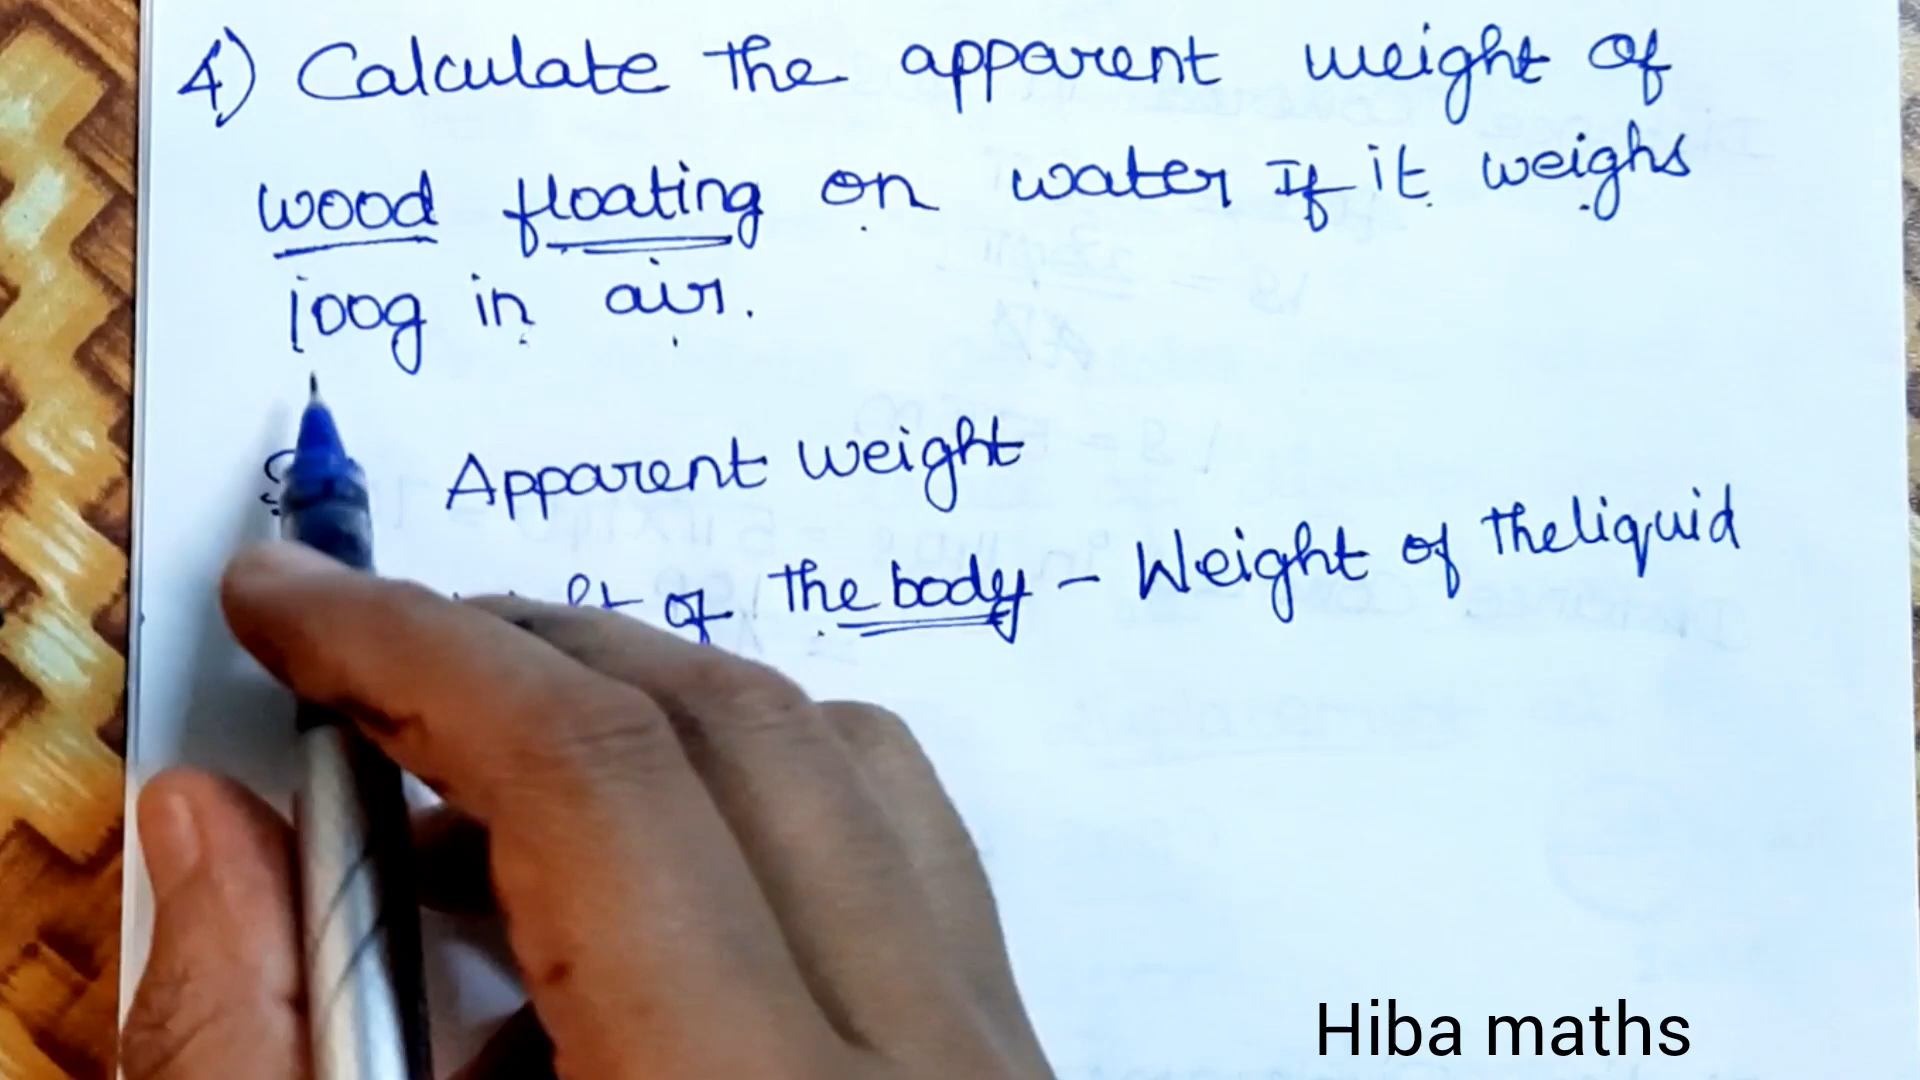 4) Calculate the apparent weight of
wood floating on water If it weighs
100g in air.
Apparent weight
of the body - Weight of the liquid
Hiba maths